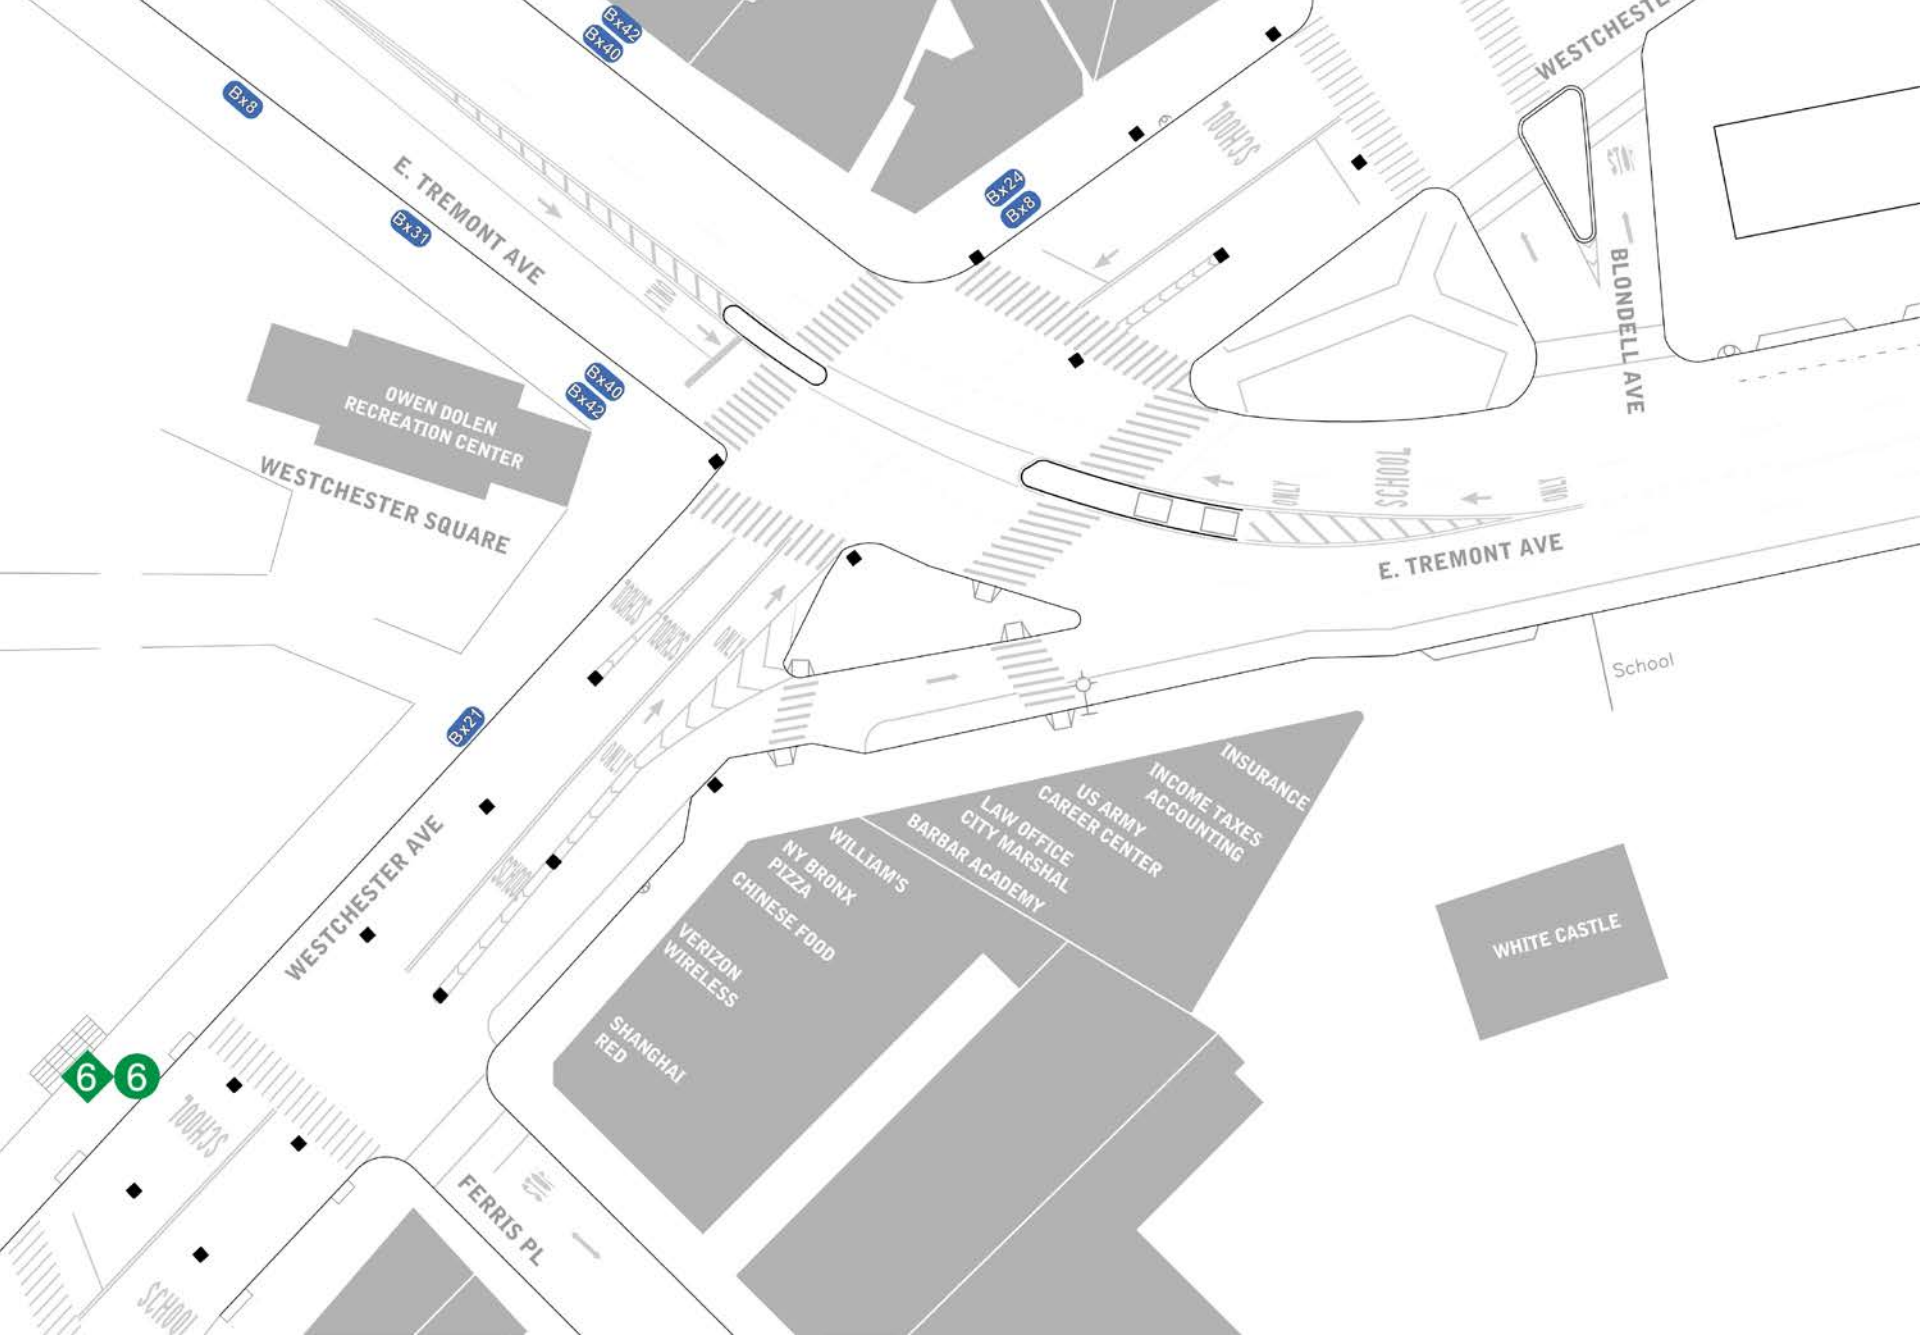 Bx42
Bx40
Bx8
WESTCHESTE
SCHOOL
E. TREMONT AVE
Bx31
Bx24
Bx8
BLONDELL AVE
OWEN DOLEN
RECREATION CENTER
Bx40
Bx42
WESTCHESTER SQUARE
ONLY
SCHOOL
ONLY
E. TREMONT AVE
SCHOOL
SCHOOL
ONLY
School
Bx21
ONLY
INSURANCE
INCOME TAXES
ACCOUNTING
US ARMY
CAREER CENTER
LAW OFFICE
CITY MARSHAL
BARBAR ACADEMY
WILLIAM'S
NY BRONX
PIZZA
CHINESE FOOD
VERIZON
WIRELESS
SHANGHAI
RED
WHITE CASTLE
WESTCHESTER AVE
SCHOOL
6 6
SCHOOL
FERRIS PL
SCHOOL